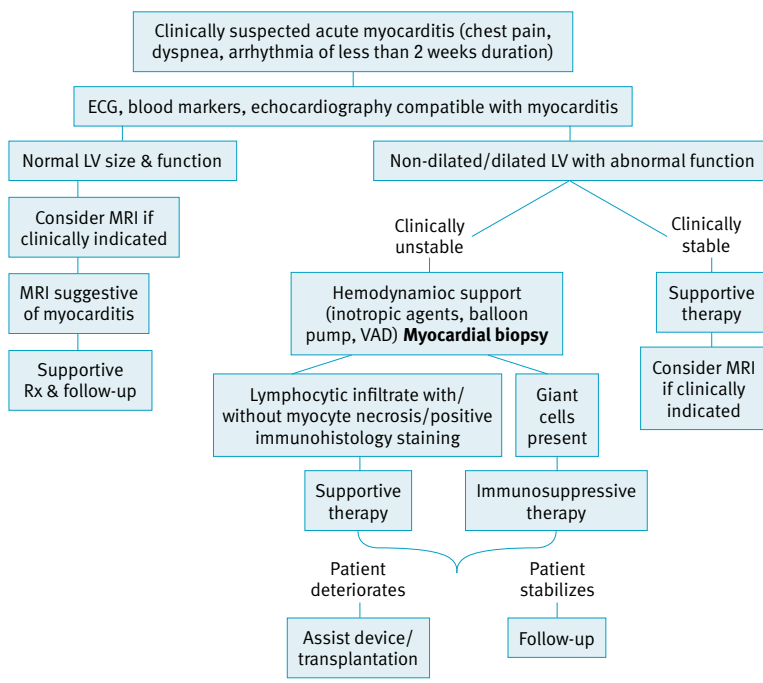 Clinically suspected acute myocarditis (chest pain,
dyspnea, arrhythmia of less than 2 weeks duration)
ECG, blood markers, echocardiography compatible with myocarditis
Normal LV size & function
Non-dilated/dilated LV with abnormal function
Consider MRI if
clinically indicated
MRI suggestive
of myocarditis
Supportive
Rx & follow-up
Clinically
unstable
Clinically
stable
Hemodynamioc support
(inotropic agents, balloon
pump, VAD) Myocardial biopsy
Supportive
therapy
Consider MRI
if clinically
indicated
Lymphocytic infiltrate with/
without myocyte necrosis/positive
immunohistology staining
Giant
cells
present
Supportive
therapy
Immunosuppressive
therapy
Patient
deteriorates
Patient
stabilizes
Assist device/
transplantation
Follow-up